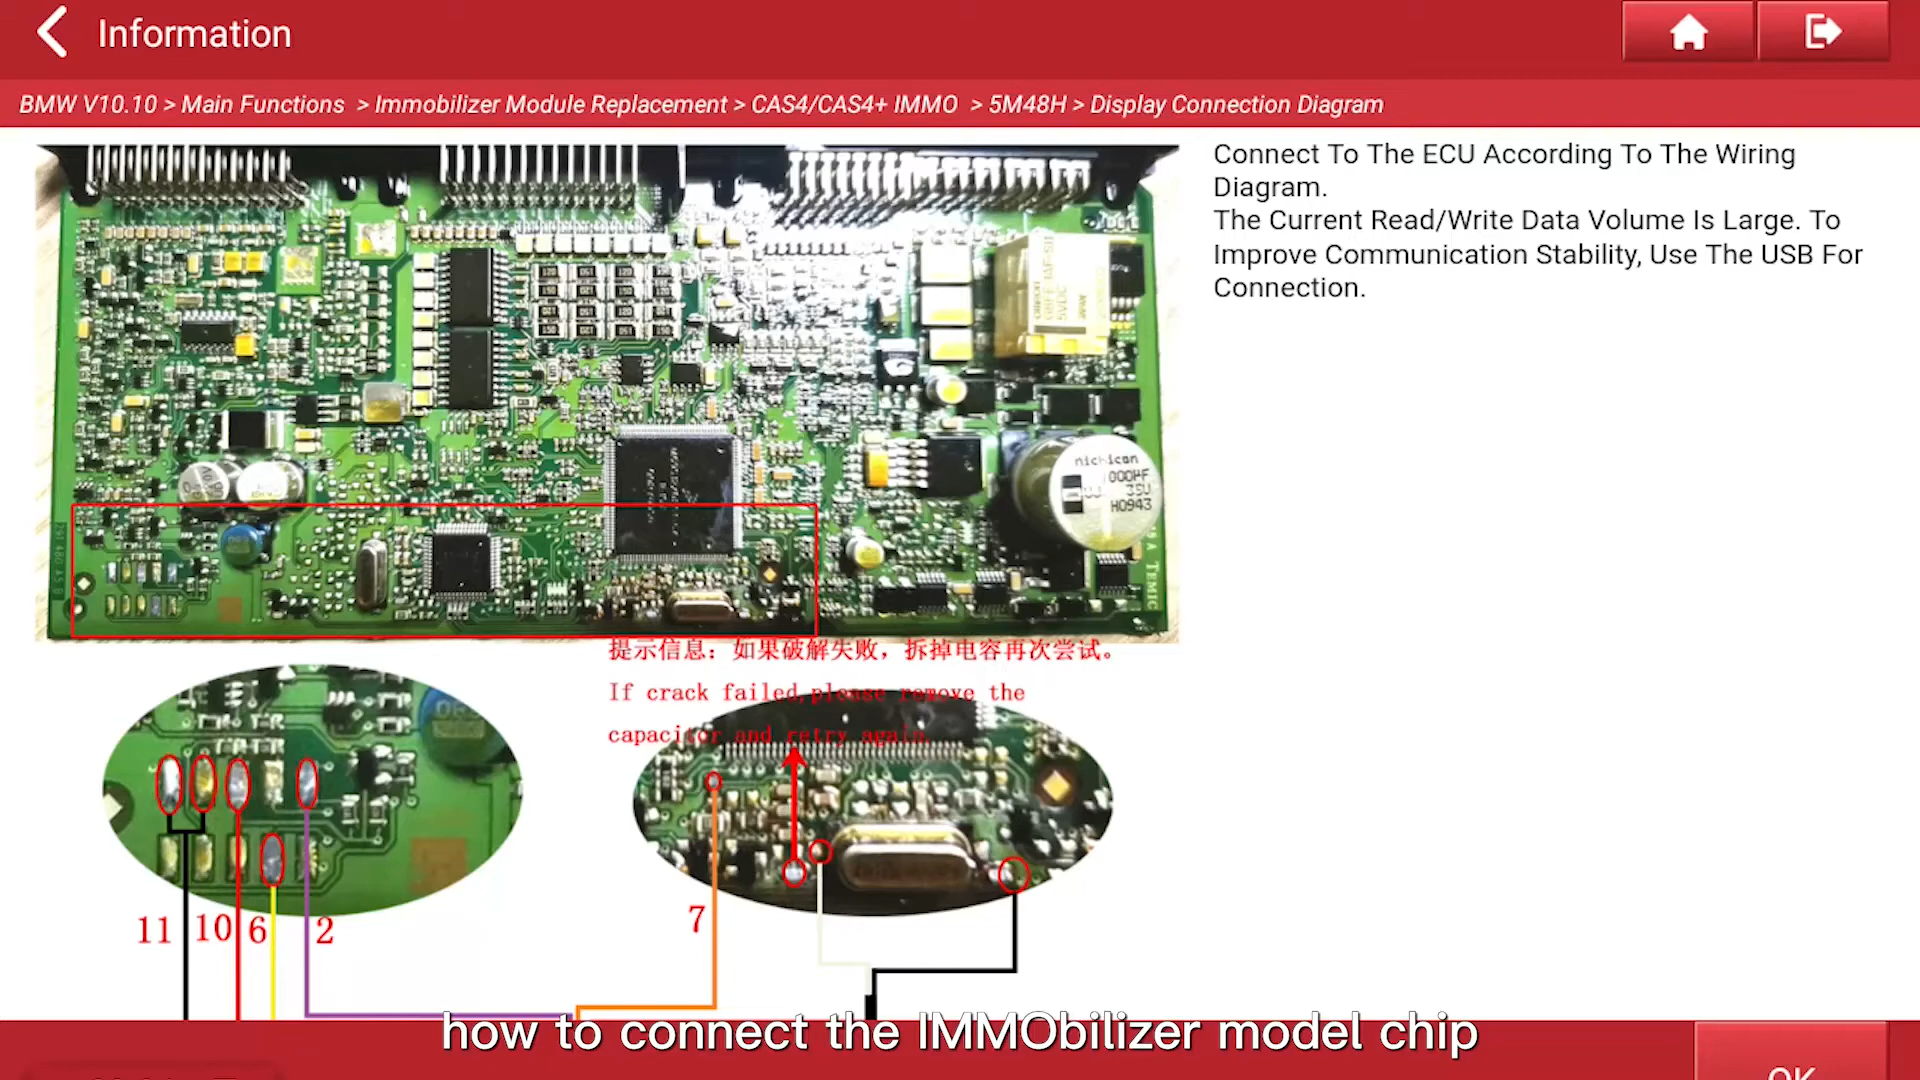 Information
BMW V10.10 > Main Functions > Immobilizer Module Replacement > CAS4/CAS4+ IMMO > 5M48H > Display Connection Diagram
Connect To The ECU According To The Wiring
Diagram.
The Current Read/Write Data Volume Is Large. To
Improve Communication Stability, Use The USB For
Connection.
nichicon
35V
H0943
TEMIC
提示信息：如果破解失败，拆掉电容再次尝试。
If crack failed,please remove the
capacitor and retry again.
11
10
6
2
7
how to connect the IMMObilizer model chip
OK